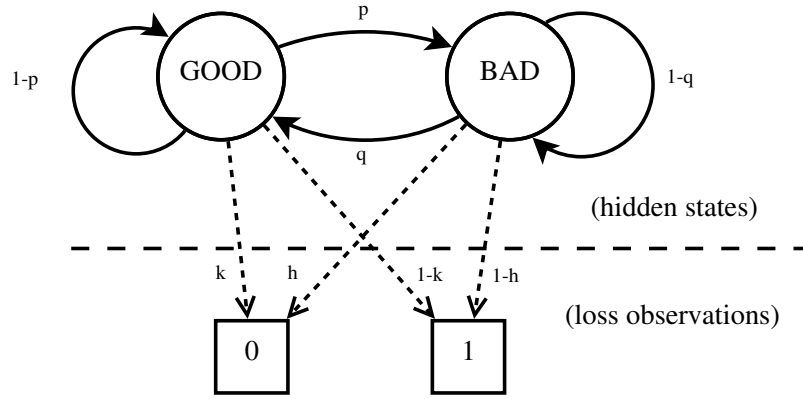 p
1-p
GOOD
BAD
1-q
q
(hidden states)
k
h
1-k
1-h
(loss observations)
0
1